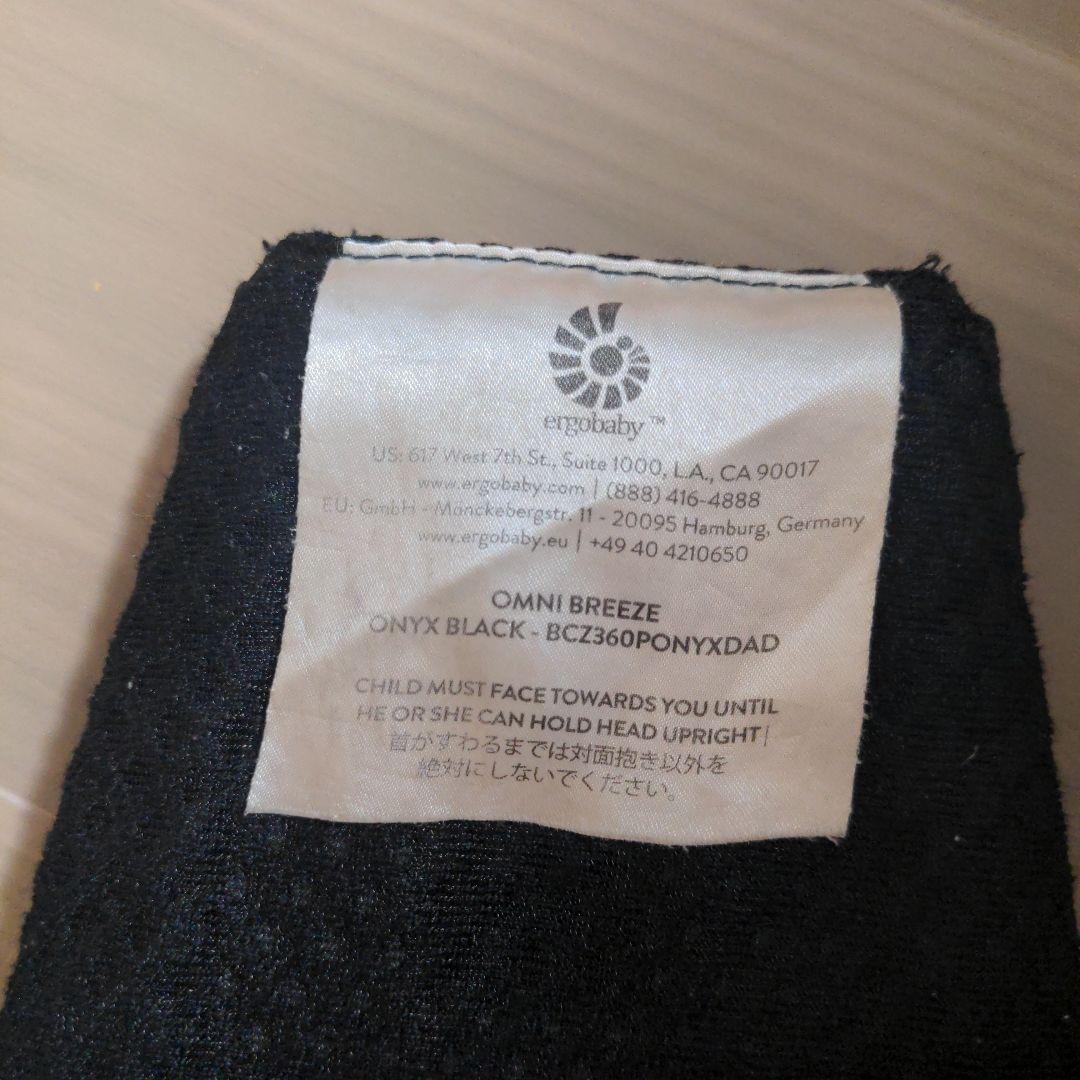 ergobaby™
US: 617 West 7th St., Suite 1000, L.A., CA 90017
www.ergobaby.com | (888) 416-4888
EU: GmbH - Mönckebergstr. 11 - 20095 Hamburg, Germany
www.ergobaby.eu | +49 40 4210650
OMNI BREEZE
ONYX BLACK - BCZ360PONYXDAD
CHILD MUST FACE TOWARDS YOU UNTIL
HE OR SHE CAN HOLD HEAD UPRIGHT |
首がすわるまでは対面抱き以外を
絶対にしないでください。